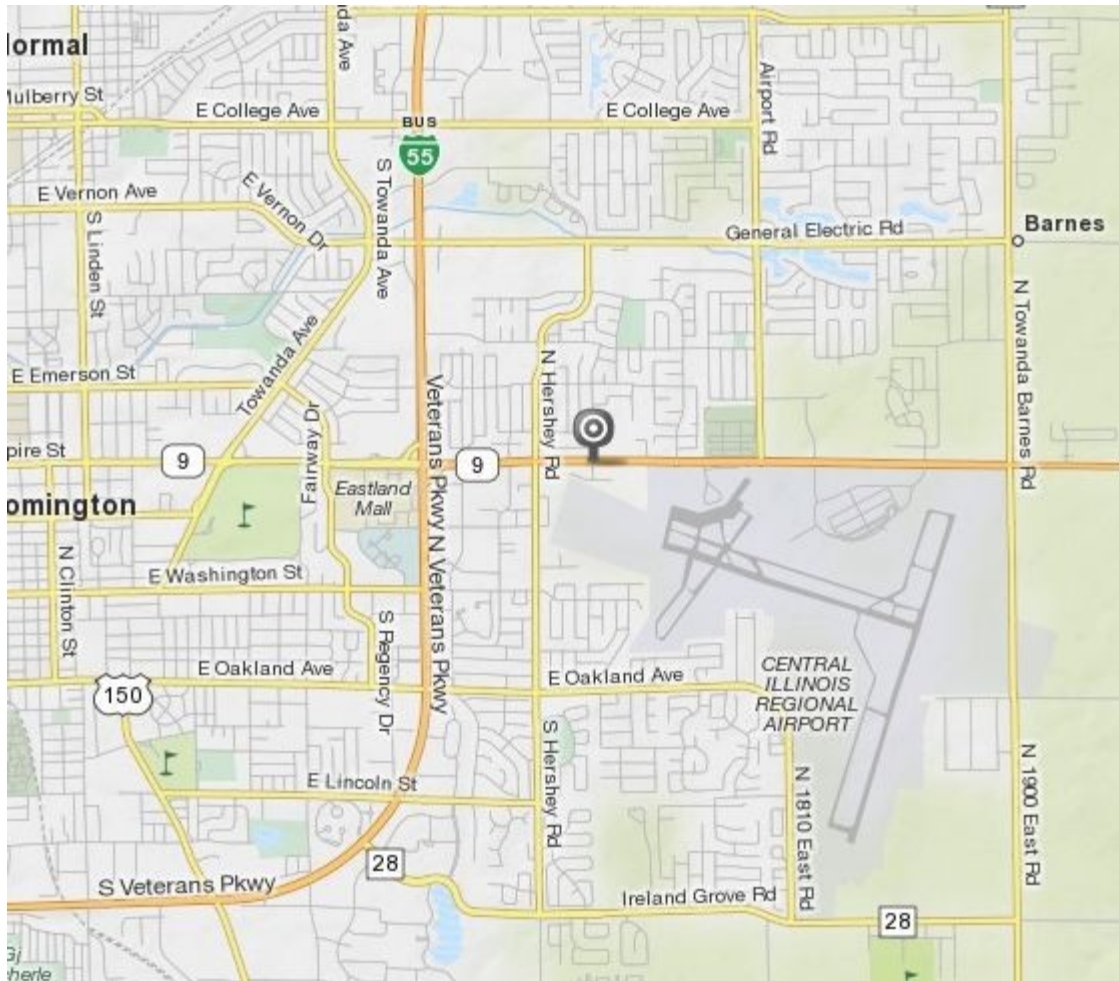 ormal
da Ave
Mulberry St
E College Ave
BUS
55
E College Ave
Airport Rd
E Vernon Ave
E Vernon Dr
S Towanda Ave
S Linden St
General Electric Rd
Barnes
N Towanda Barnes Rd
E Emerson St
Towanda Ave
Fairway Dr
Veterans Pkwy
N Hershey Rd
pire St
9
9
omington
Eastland
Mall
N Veterans Pkwy
N Clinton St
E Washington St
S Regency Dr
E Oakland Ave
E Oakland Ave
150
CENTRAL
ILLINOIS
REGIONAL
AIRPORT
S Hershey Rd
E Lincoln St
N 1810 East Rd
N 1900 East Rd
28
S Veterans Pkwy
Ireland Grove Rd
28